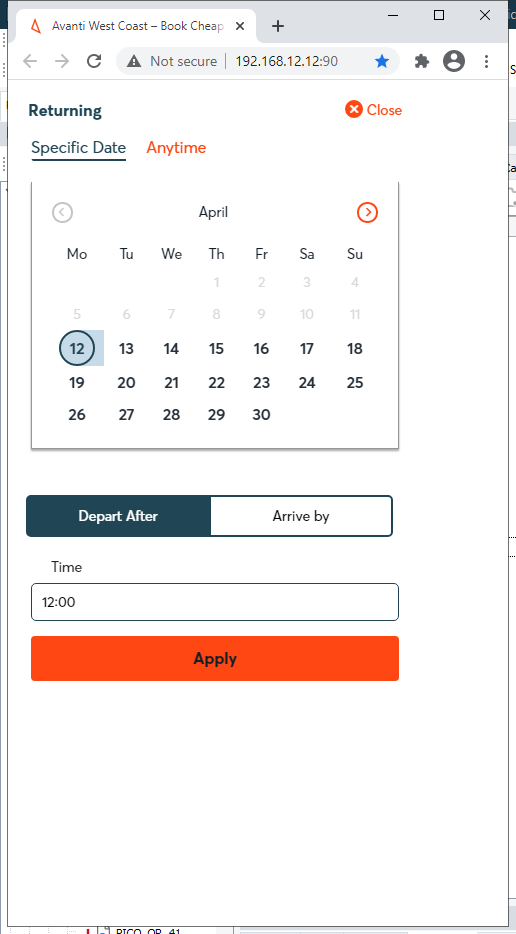 Avanti West Coast – Book Cheap
Not secure | 192.168.12.12:90
Returning
Close
Specific Date Anytime
April
Mo Tu We Th Fr Sa Su
1 2 3 4
5 6 7 8 9 10 11
12 13 14 15 16 17 18
19 20 21 22 23 24 25
26 27 28 29 30
Depart After Arrive by
Time
12:00
Apply